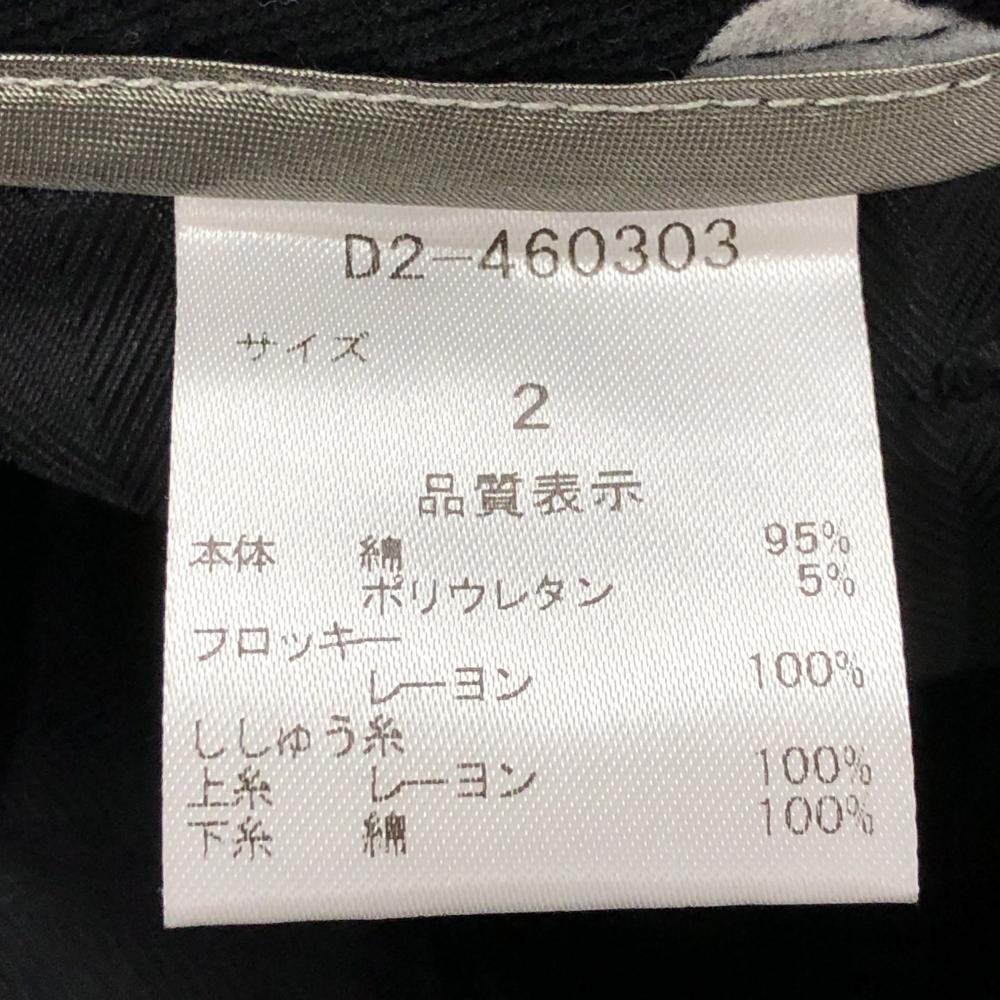 D2-460303
サイズ
2
品質表示
本体 綿 95%
ポリウレタン 5%
フロッキー
レーヨン 100%
ししゅう糸
上糸 レーヨン 100%
下糸 綿 100%